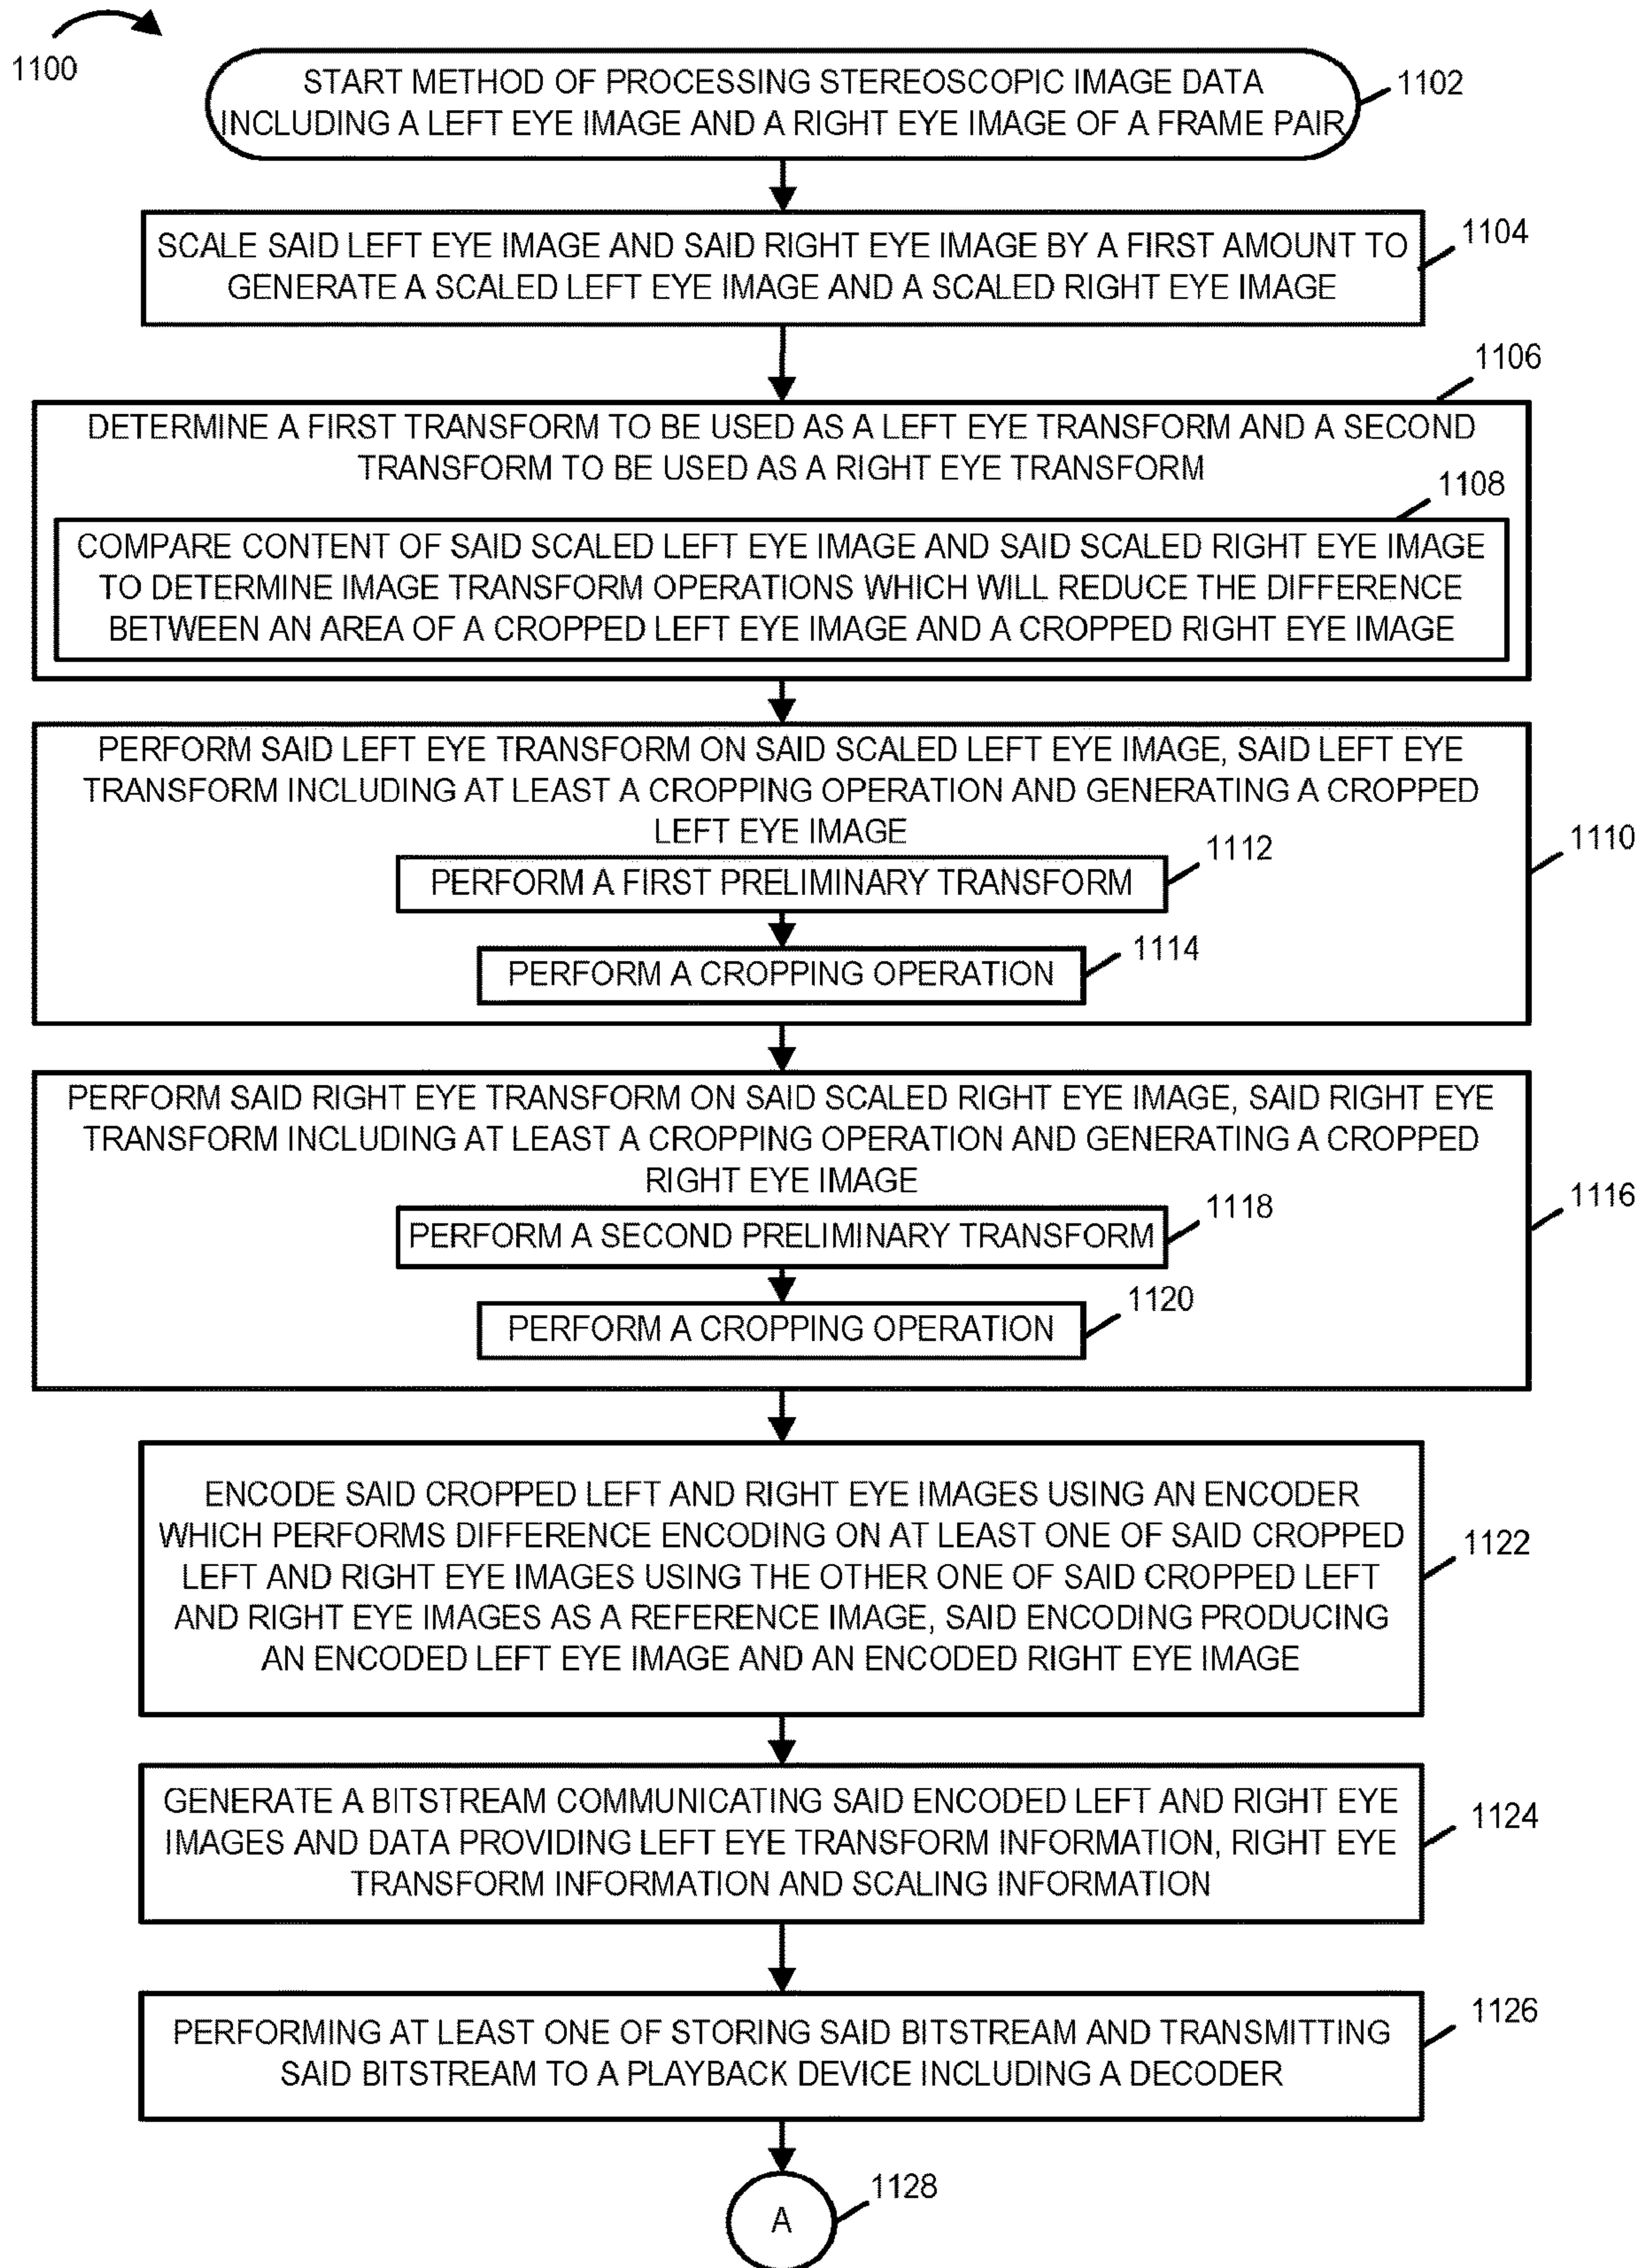 1100
START METHOD OF PROCESSING STEREOSCOPIC IMAGE DATA
INCLUDING A LEFT EYE IMAGE AND A RIGHT EYE IMAGE OF A FRAME PAIR
1102
SCALE SAID LEFT EYE IMAGE AND SAID RIGHT EYE IMAGE BY A FIRST AMOUNT TO
GENERATE A SCALED LEFT EYE IMAGE AND A SCALED RIGHT EYE IMAGE
1104
1106
DETERMINE A FIRST TRANSFORM TO BE USED AS A LEFT EYE TRANSFORM AND A SECOND
TRANSFORM TO BE USED AS A RIGHT EYE TRANSFORM
1108
COMPARE CONTENT OF SAID SCALED LEFT EYE IMAGE AND SAID SCALED RIGHT EYE IMAGE
TO DETERMINE IMAGE TRANSFORM OPERATIONS WHICH WILL REDUCE THE DIFFERENCE
BETWEEN AN AREA OF A CROPPED LEFT EYE IMAGE AND A CROPPED RIGHT EYE IMAGE
PERFORM SAID LEFT EYE TRANSFORM ON SAID SCALED LEFT EYE IMAGE, SAID LEFT EYE
TRANSFORM INCLUDING AT LEAST A CROPPING OPERATION AND GENERATING A CROPPED
LEFT EYE IMAGE
1110
1112
PERFORM A FIRST PRELIMINARY TRANSFORM
1114
PERFORM A CROPPING OPERATION
PERFORM SAID RIGHT EYE TRANSFORM ON SAID SCALED RIGHT EYE IMAGE, SAID RIGHT EYE
TRANSFORM INCLUDING AT LEAST A CROPPING OPERATION AND GENERATING A CROPPED
RIGHT EYE IMAGE
1116
1118
PERFORM A SECOND PRELIMINARY TRANSFORM
1120
PERFORM A CROPPING OPERATION
ENCODE SAID CROPPED LEFT AND RIGHT EYE IMAGES USING AN ENCODER
WHICH PERFORMS DIFFERENCE ENCODING ON AT LEAST ONE OF SAID CROPPED
LEFT AND RIGHT EYE IMAGES USING THE OTHER ONE OF SAID CROPPED LEFT
AND RIGHT EYE IMAGES AS A REFERENCE IMAGE, SAID ENCODING PRODUCING
AN ENCODED LEFT EYE IMAGE AND AN ENCODED RIGHT EYE IMAGE
1122
GENERATE A BITSTREAM COMMUNICATING SAID ENCODED LEFT AND RIGHT EYE
IMAGES AND DATA PROVIDING LEFT EYE TRANSFORM INFORMATION, RIGHT EYE
TRANSFORM INFORMATION AND SCALING INFORMATION
1124
PERFORMING AT LEAST ONE OF STORING SAID BITSTREAM AND TRANSMITTING
SAID BITSTREAM TO A PLAYBACK DEVICE INCLUDING A DECODER
1126
A
1128